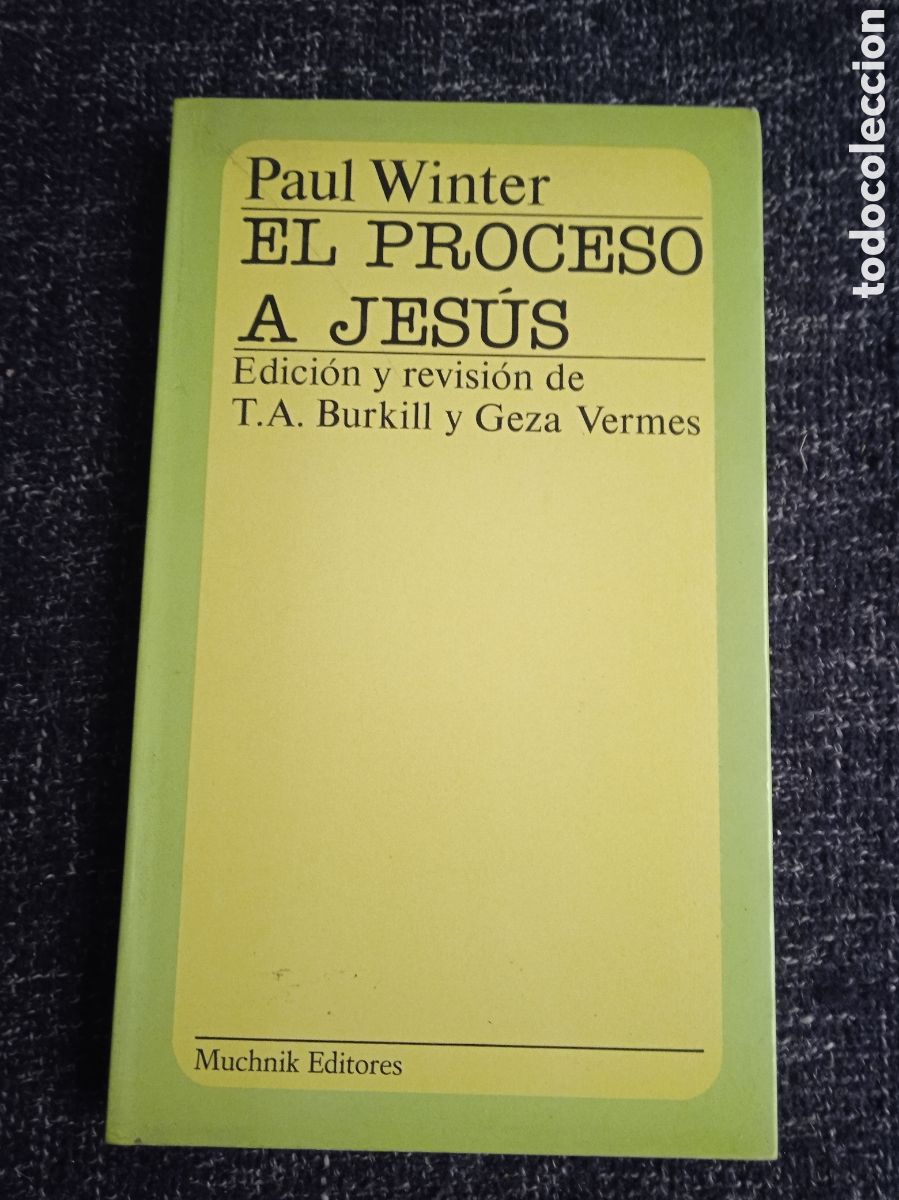 Paul Winter
EL PROCESO
A JESÚS
Edición y revisión de
T.A. Burkill y Geza Vermes
Muchnik Editores
todocoleccion